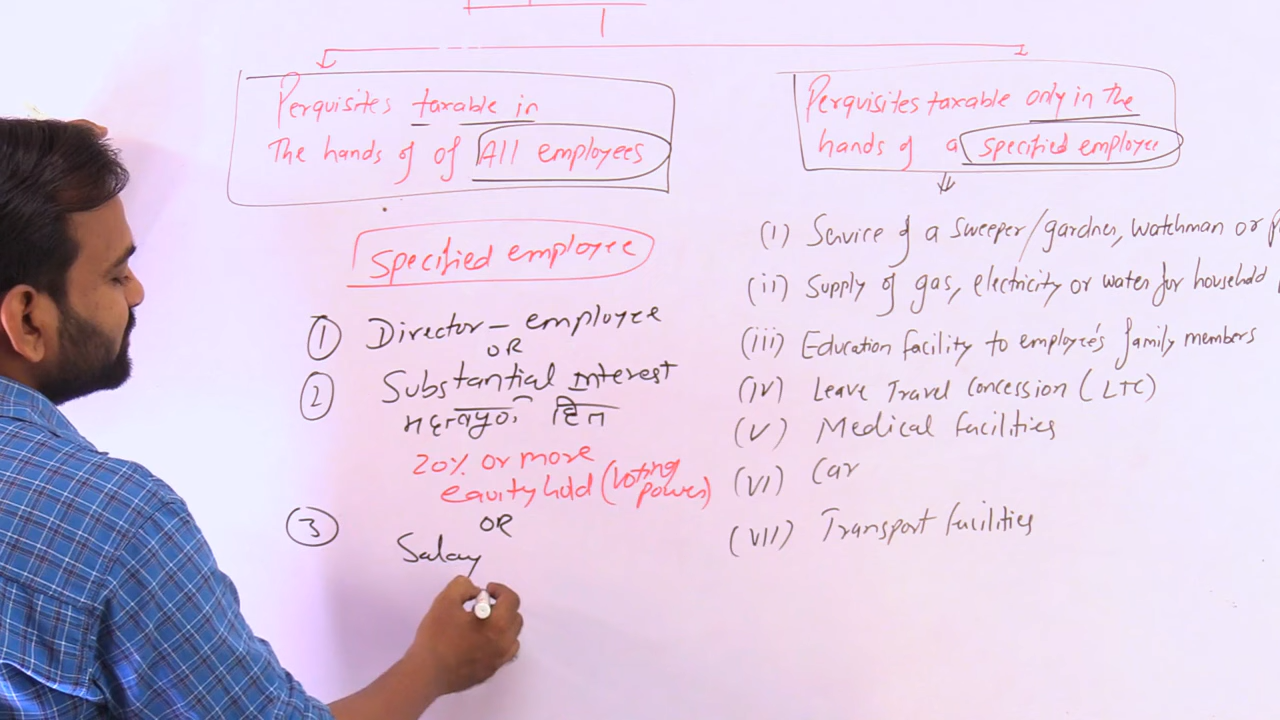 Perquisites taxable in
The hands of of All employees
Perquisites taxable only in the
hands of a specified employee
Specified employee
① Director - employee
OR
② Substantial interest
हित
20% or more
equity hold (voting
power)
OR
③ Salary
(i) Service of a sweeper/gardner, watchman or
(ii) Supply of gas, electricity or water for household
(iii) Education facility to employee's family members
(iv) Leave Travel Concession (LTC)
(v) Medical facilities
(vi) Car
(vii) Transport facilities